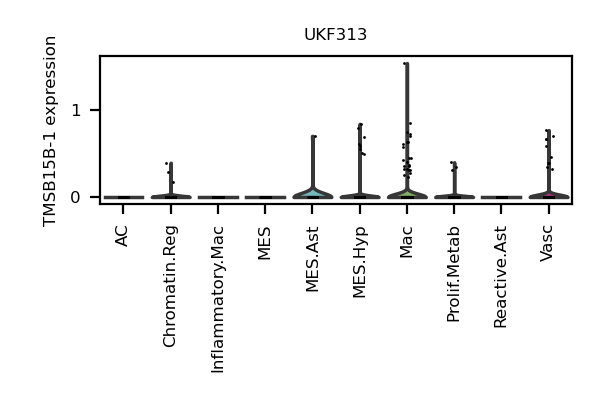 UKF313
TMSB15B-1 expression
1
0
AC
Chromatin.Reg
Inflammatory.Mac
MES
MES.Ast
MES.Hyp
Mac
Prolif.Metab
Reactive.Ast
Vasc